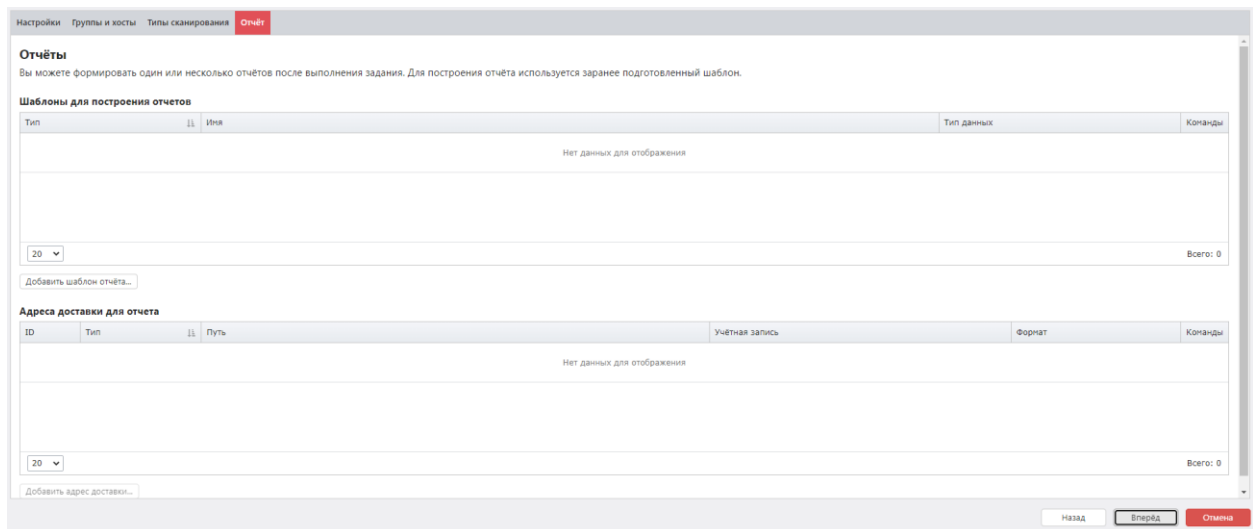 Настройки Группы и хосты Типы сканирования Отчёт
Отчёты
Вы можете формировать один или несколько отчётов после выполнения задания. Для построения отчёта используется заранее подготовленный шаблон.
Шаблоны для построения отчетов
Тип Имя Тип данных Команды
Нет данных для отображения
20 Всего: 0
Добавить шаблон отчёта...
Адреса доставки для отчета
ID Тип Путь Учётная запись Формат Команды
Нет данных для отображения
20 Всего: 0
Добавить адрес доставки...
Назад Вперёд Отмена